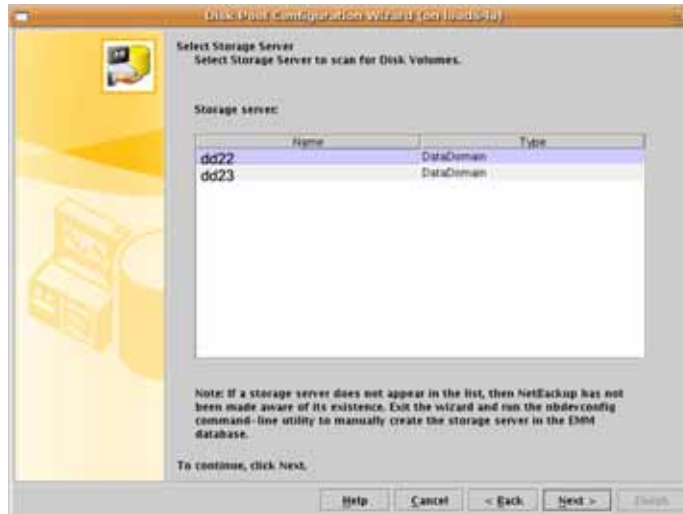 Disk Pool Configuration Wizard (on
Select Storage Server
Select Storage Server to scan for Disk Volumes.
Storage server:
Name Type
dd22 DataDomain
dd23 DataDomain
Note: If a storage server does not appear in the list, then NetBackup has not
been made aware of its existence. Exit the wizard and run the nbdevconfig
command-line utility to manually create the storage server in the EMM
database.
To continue, click Next.
Help Cancel < Back Next > Finish